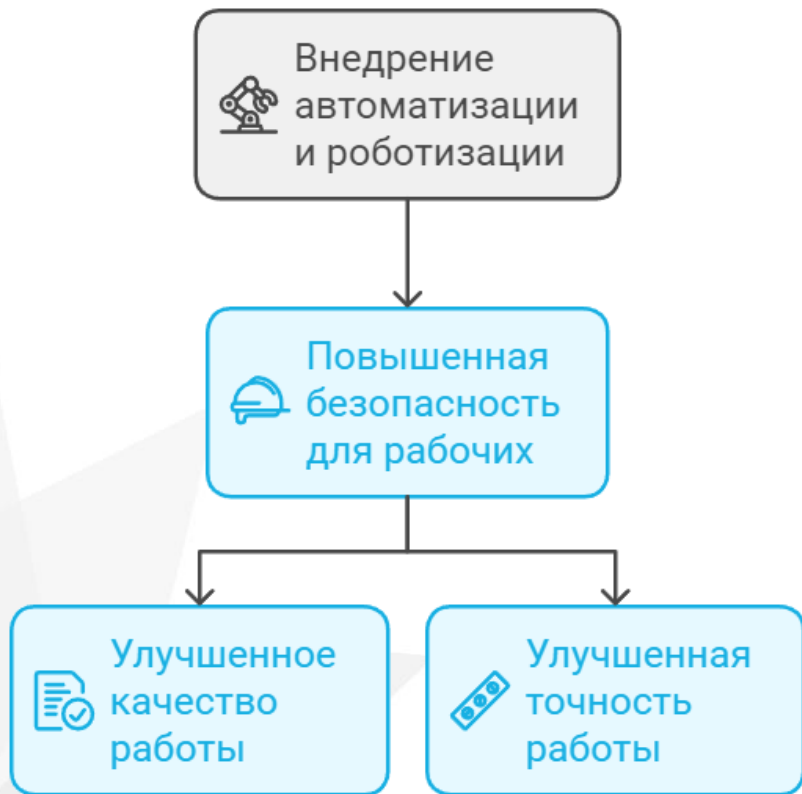 Внедрение
автоматизации
и роботизации
Повышенная
безопасность
для рабочих
Улучшенное
качество
работы
Улучшенная
точность
работы